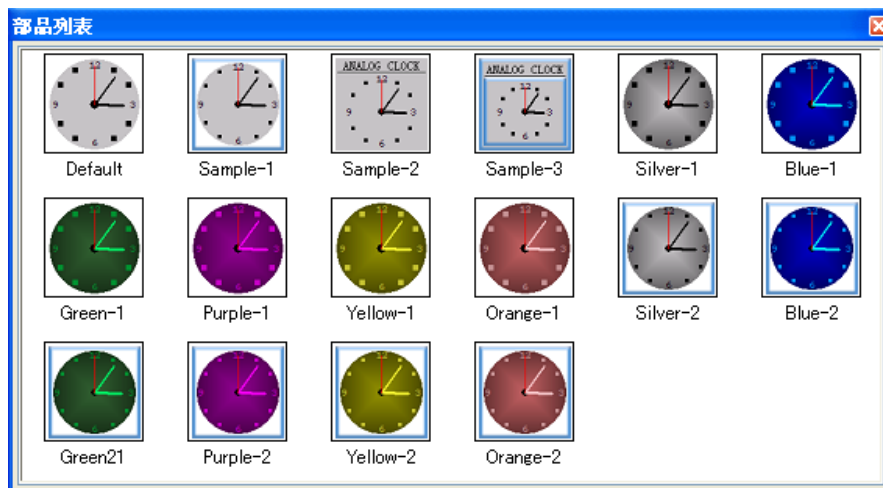 部品列表
ANALOG CLOCK ANALOG CLOCK
Default Sample-1 Sample-2 Sample-3 Silver-1 Blue-1
Green-1 Purple-1 Yellow-1 Orange-1 Silver-2 Blue-2
Green21 Purple-2 Yellow-2 Orange-2